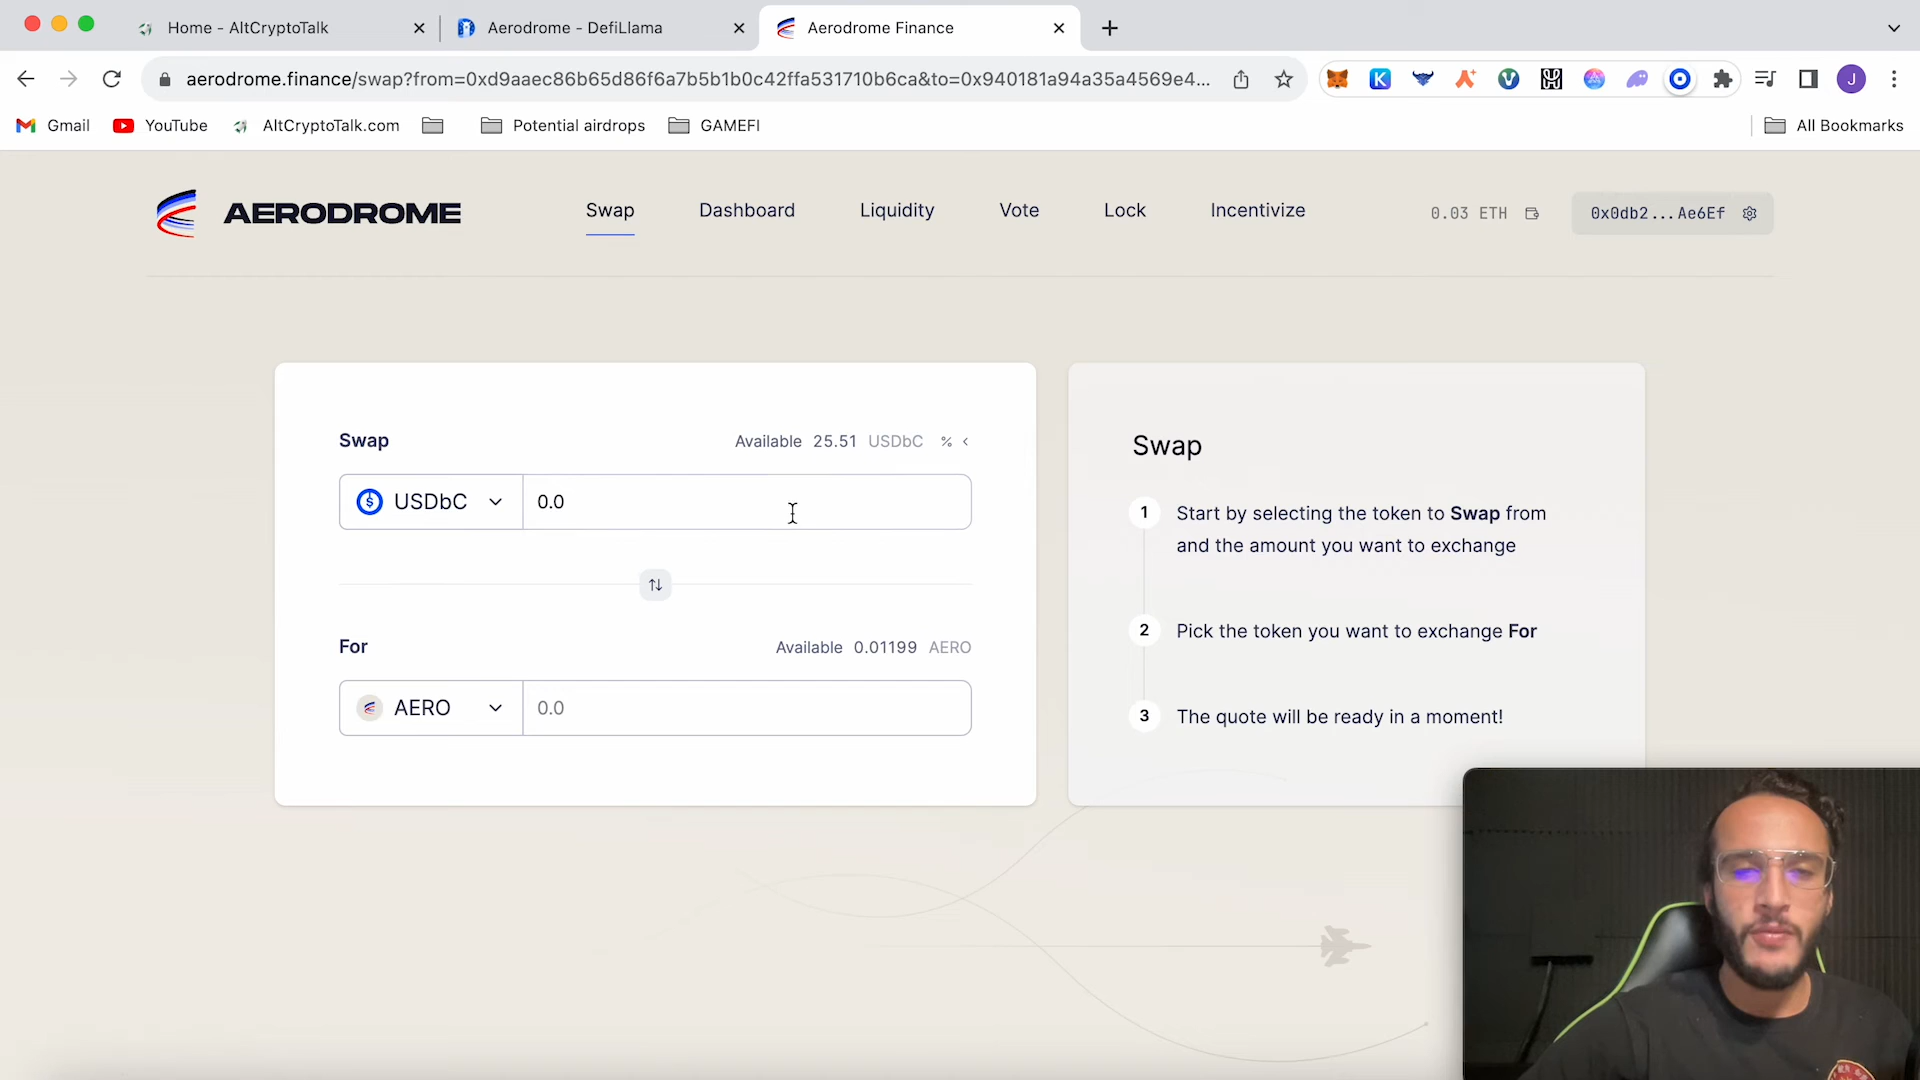 Home - AltCryptoTalk
Aerodrome - DefiLlama
Aerodrome Finance
aerodrome.finance/swap?from=0xd9aaec86b65d86f6a7b5b1b0c42ffa531710b6ca&to=0x940181a94a35a4569e4...
K
J
Gmail
YouTube
AltCryptoTalk.com
Potential airdrops
GAMEFI
All Bookmarks
AERODROME
Swap
Dashboard
Liquidity
Vote
Lock
Incentivize
0.03 ETH
0x0db2...Ae6Ef
Swap
Available 25.51 USDbC %
USDbC
0.0
For
Available 0.01199 AERO
AERO
0.0
Swap
1 Start by selecting the token to Swap from
and the amount you want to exchange
2 Pick the token you want to exchange For
3 The quote will be ready in a moment!